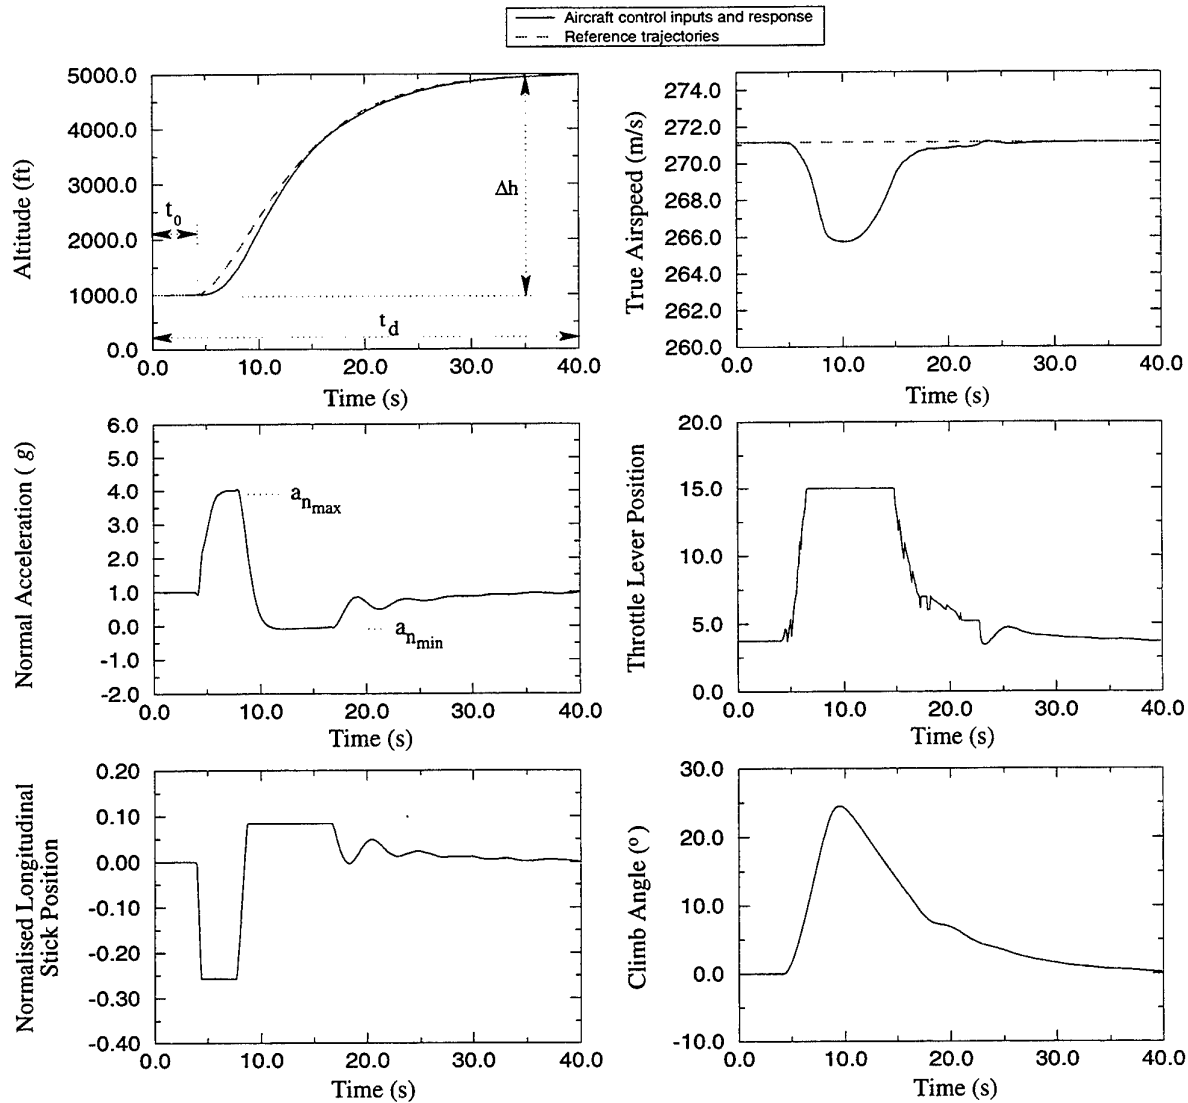 Aircraft control inputs and response
Reference trajectories
5000.0
4000.0
3000.0
2000.0
1000.0
0.0
Altitude (ft)
t0
Δh
td
0.0 10.0 20.0 30.0 40.0
Time (s)
274.0
272.0
270.0
268.0
266.0
264.0
262.0
260.0
True Airspeed (m/s)
0.0 10.0 20.0 30.0 40.0
Time (s)
6.0
5.0
4.0
3.0
2.0
1.0
0.0
-1.0
-2.0
Normal Acceleration ( g)
anmax
anmin
0.0 10.0 20.0 30.0 40.0
Time (s)
20.0
15.0
10.0
5.0
0.0
Throttle Lever Position
0.0 10.0 20.0 30.0 40.0
Time (s)
0.20
0.10
0.00
-0.10
-0.20
-0.30
-0.40
Normalised Longitudinal
Stick Position
0.0 10.0 20.0 30.0 40.0
Time (s)
30.0
20.0
10.0
0.0
-10.0
Climb Angle (º)
0.0 10.0 20.0 30.0 40.0
Time (s)